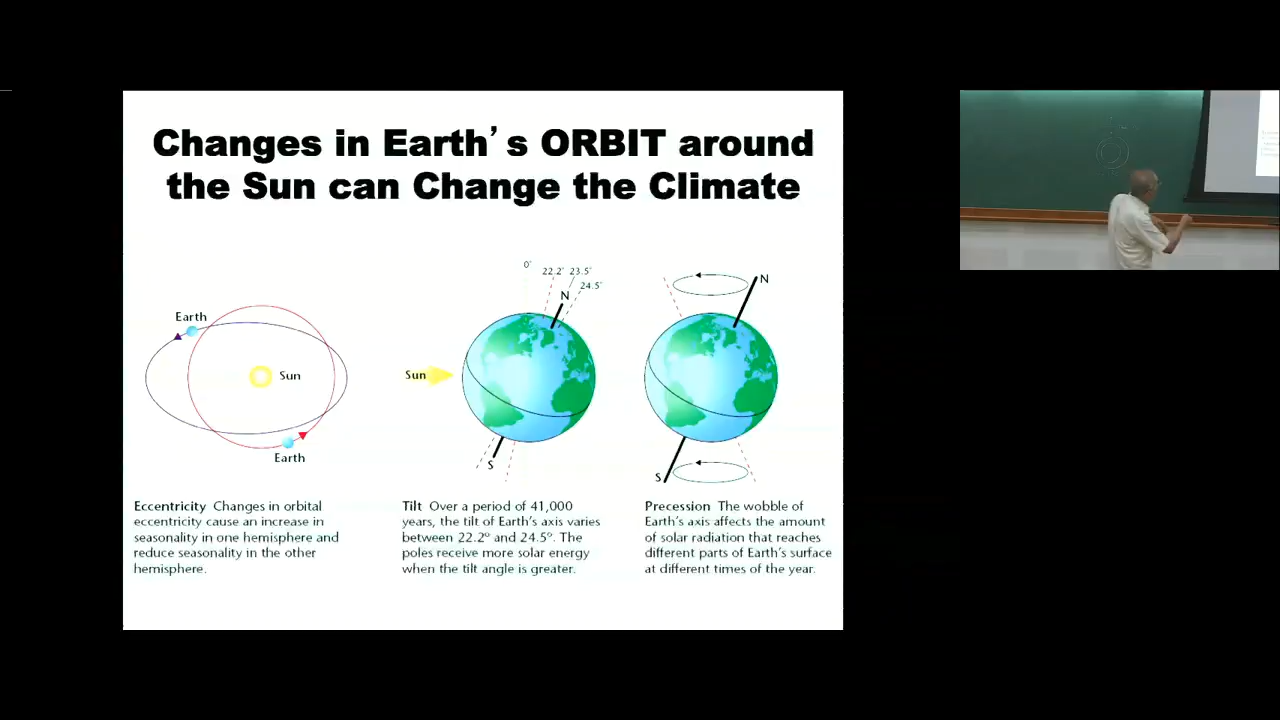 Changes in Earth's ORBIT around
the Sun can Change the Climate
0°
22.2° 23.5°
24.5°
N
N
Earth
Sun
Sun
Earth
S
S
Eccentricity Changes in orbital
eccentricity cause an increase in
seasonality in one hemisphere and
reduce seasonality in the other
hemisphere.
Tilt Over a period of 41,000
years, the tilt of Earth's axis varies
between 22.2º and 24.5º. The
poles receive more solar energy
when the tilt angle is greater.
Precession The wobble of
Earth's axis affects the amount
of solar radiation that reaches
different parts of Earth's surface
at different times of the year.